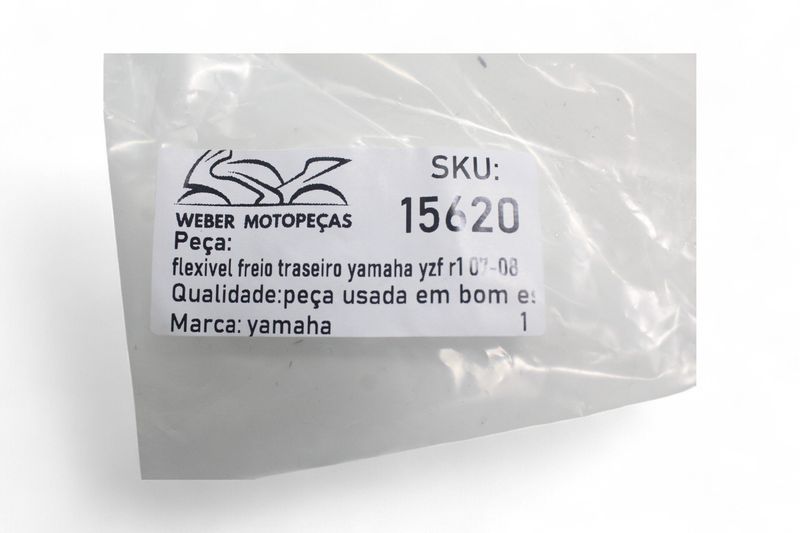 WEBER MOTOPEÇAS
SKU:
15620
Peça:
flexivel freio traseiro yamaha yzf r1 07-08
Qualidade:peça usada em bom es
Marca: yamaha
1